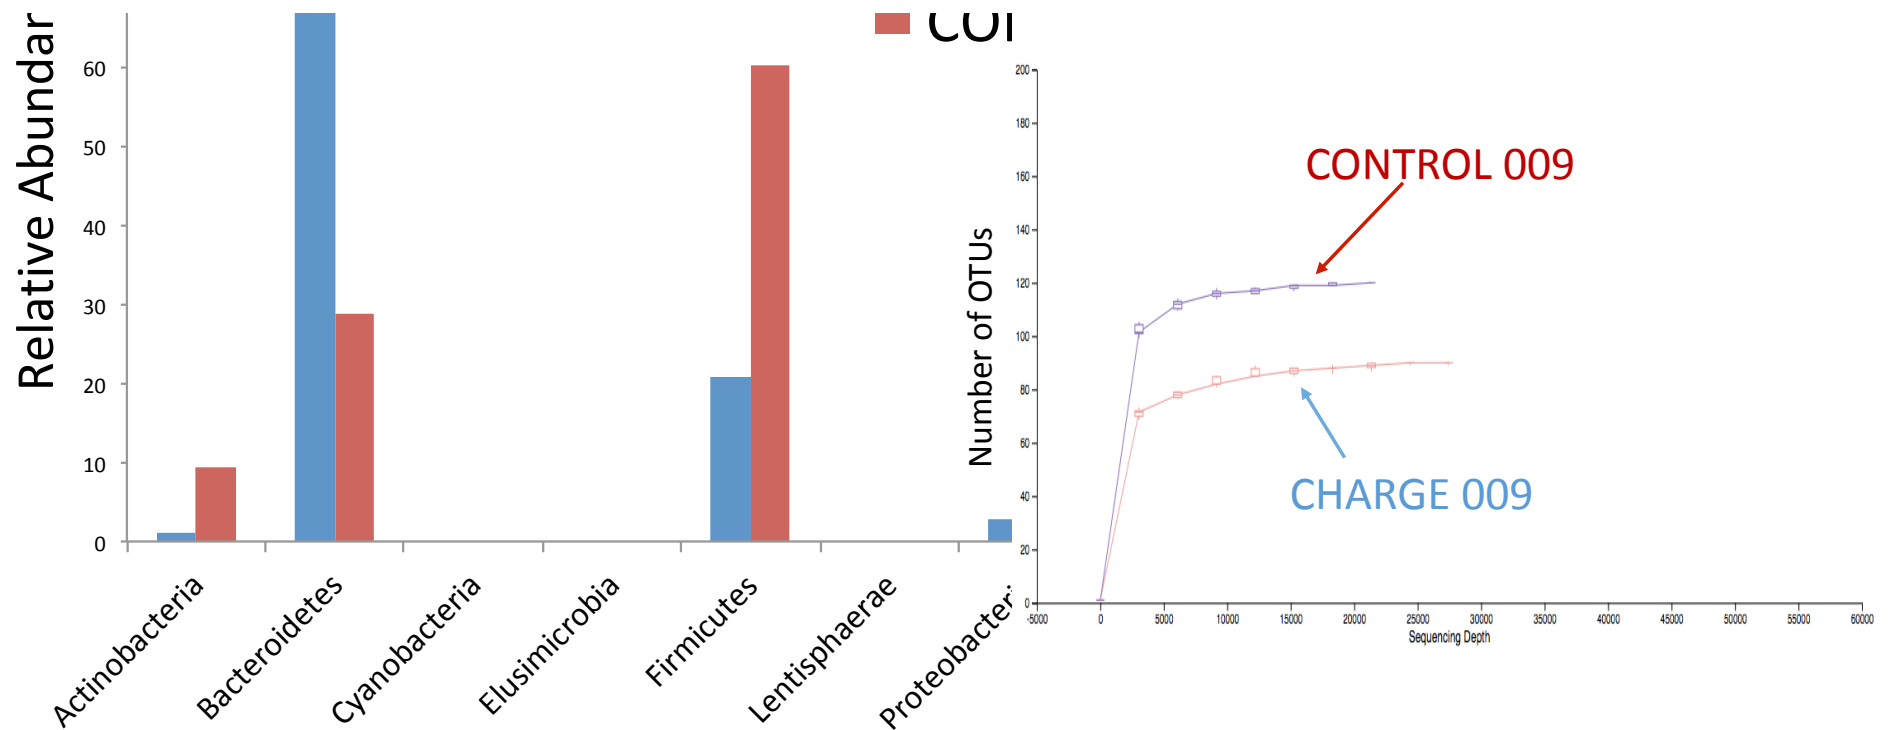 Relative Abundar
60
50
40
30
20
10
0
Actinobacteria
Bacteroidetes
Cyanobacteria
Elusimicrobia
Firmicutes
Lentisphaerae
Proteobacteri
Number of OTUs
200
180
160
140
120
100
80
60
40
20
0
-5000 0 5000 10000 15000 20000 25000 30000 35000 40000 45000 50000 55000 60000
Sequencing Depth
CONTROL 009
CHARGE 009